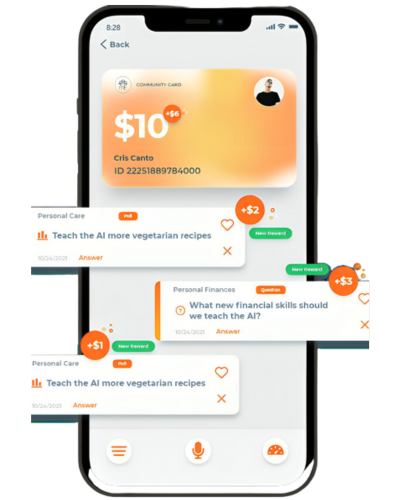 8:28
Back
COMMUNITY CARD
$10
+$6
Cris Canto
ID 22251889784000
+$2
Personal Care
Poll
New Reward
Teach the AI more vegetarian recipes
10/24/2021 Answer
New Reward
+$3
Personal Finances
Question
What new financial skills should
we teach the AI?
10/24/2021 Answer
+$1
New Reward
Personal Care
Poll
Teach the AI more vegetarian recipes
10/24/2021 Answer